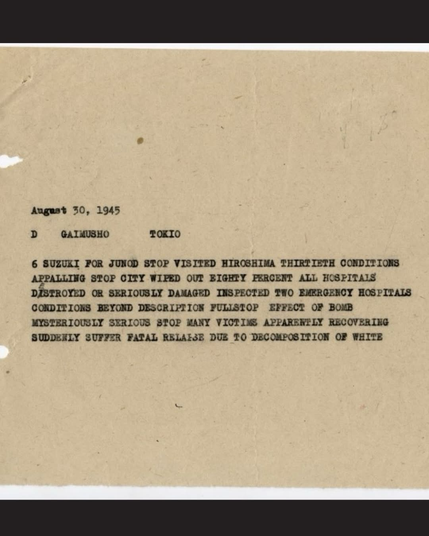 August 30, 1945
D GAIMUSHO TOKIO
6 SUZUKI FOR JUNOD STOP VISITED HIROSHIMA THIRTIETH CONDITIONS
APPALLING STOP CITY WIPED OUT EIGHTY PERCENT ALL HOSPITALS
DISTROYED OR SERIOUSLY DAMAGED INSPECTED TWO EMERGENCY HOSPITALS
CONDITIONS BEYOND DESCRIPTION FULLSTOP EFFECT OF BOMB
MYSTERIOUSLY SERIOUS STOP MANY VICTIMS APPARENTLY RECOVERING
SUDDENLY SUFFER FATAL RELAPSE DUE TO DECOMPOSITION OF WHITE